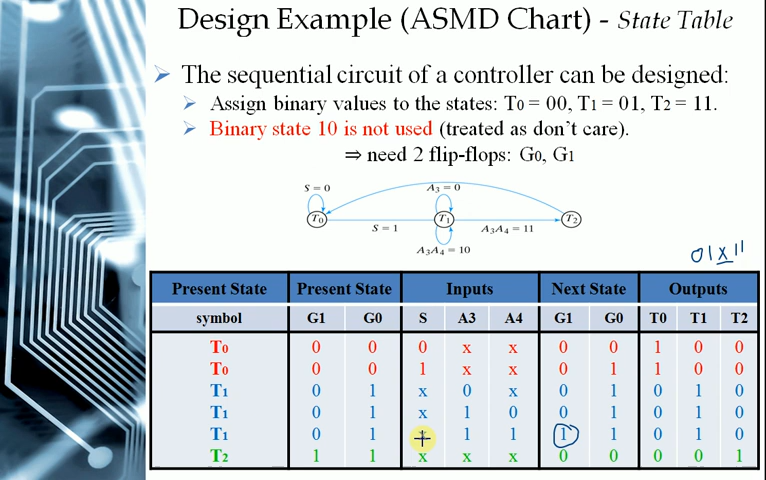 Design Example (ASMD Chart) - State Table
➢ The sequential circuit of a controller can be designed:
➢ Assign binary values to the states: T0 = 00, T1 = 01, T2 = 11.
➢ Binary state 10 is not used (treated as don't care).
⇒ need 2 flip-flops: G0, G1
S = 0 A3 = 0
T0 T1 T2
S = 1 A3A4 = 11
A3A4 = 10
01X11
Present State Present State Inputs Next State Outputs
symbol G1 G0 S A3 A4 G1 G0 T0 T1 T2
T0 0 0 0 x x 0 0 1 0 0
T0 0 0 1 x x 0 1 1 0 0
T1 0 1 x 0 x 0 1 0 1 0
T1 0 1 x 1 0 0 1 0 1 0
T1 0 1 1 1 1 1 0 1 0
T2 1 1 x x x 0 0 0 0 1